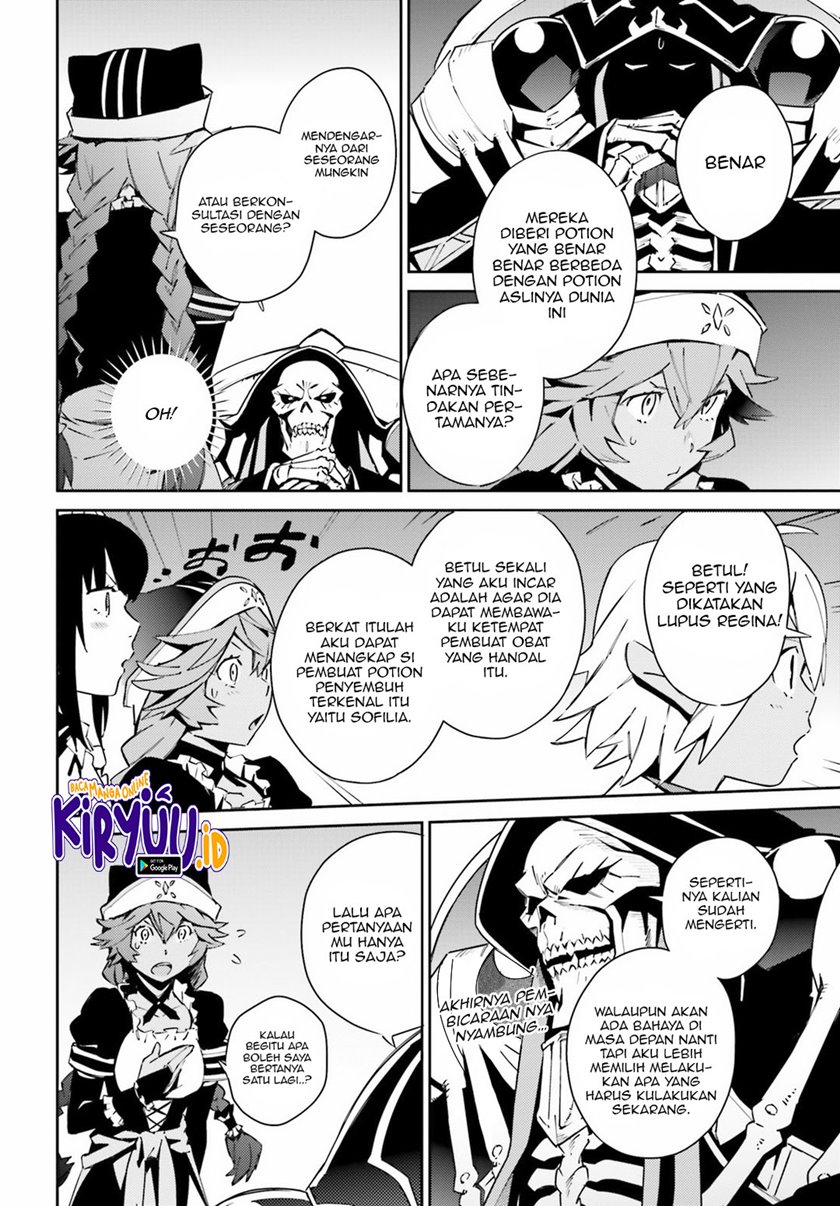 BENAR
MEREKA
DIBERI POTION
YANG BENAR
BENAR BERBEDA
DENGAN POTION
ASLINYA DUNIA
INI
APA SEBE-
NARNYA TIN-
DAKAN PER-
TAMANYA?
MENDENGAR-
NYA DARI
SESEORANG
MUNGKIN
ATAU BERKON-
SULTASI DENGAN
SESEORANG?
OH!
BETUL!
SEPERTI YANG
DIKATAKAN
LUPUS REGINA!
BETUL SEKALI
YANG AKU INCAR
ADALAH AGAR DIA
DAPAT MEMBAWA-
KU KETEMPAT
PEMBUAT OBAT
YANG HANDAL
ITU.
BERKAT ITULAH
AKU DAPAT
MENANGKAP SI
PEMBUAT POTION
PENYEMBUH
TERKENAL ITU
YAITU SOFILIA.
おおお
BACA MANGA ONLINE
KIRYUU.ID
GET IT FOR
Google Play
SEPERTI-
NYA KALIAN
SUDAH
MENGERTI.
WALAUPUN AKAN
ADA BAHAYA DI
MASA DEPAN NANTI
TAPI AKU LEBIH
MEMILIH MELAKU-
KAN APA YANG
HARUS KULAKUKAN
SEKARANG.
AKHIRNYA PEM-
BICARAAN NYA
NYAMBUNG...
LALU APA
PERTANYAAN
MU HANYA
ITU SAJA?
KALAU
BEGITU APA
BOLEH SAYA
BERTANYA
SATU LAGI..?